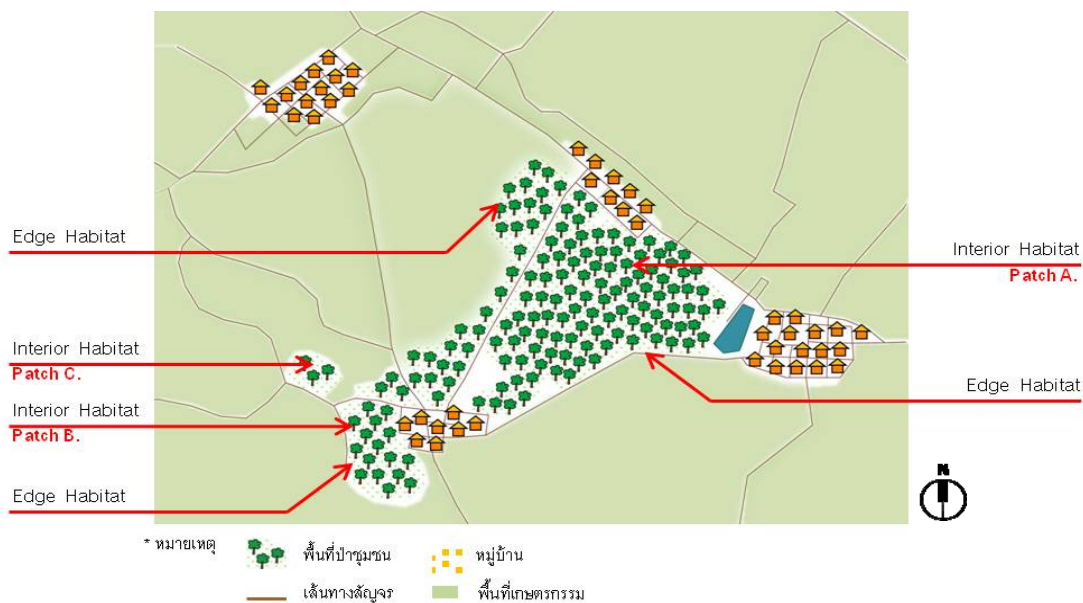 Edge Habitat
Interior Habitat
Patch A.
Interior Habitat
Patch C.
Edge Habitat
Interior Habitat
Patch B.
Edge Habitat
N
* หมายเหตุ
พื้นที่ป่าชุมชน
หมู่บ้าน
เส้นทางสัญจร
พื้นที่เกษตรกรรม